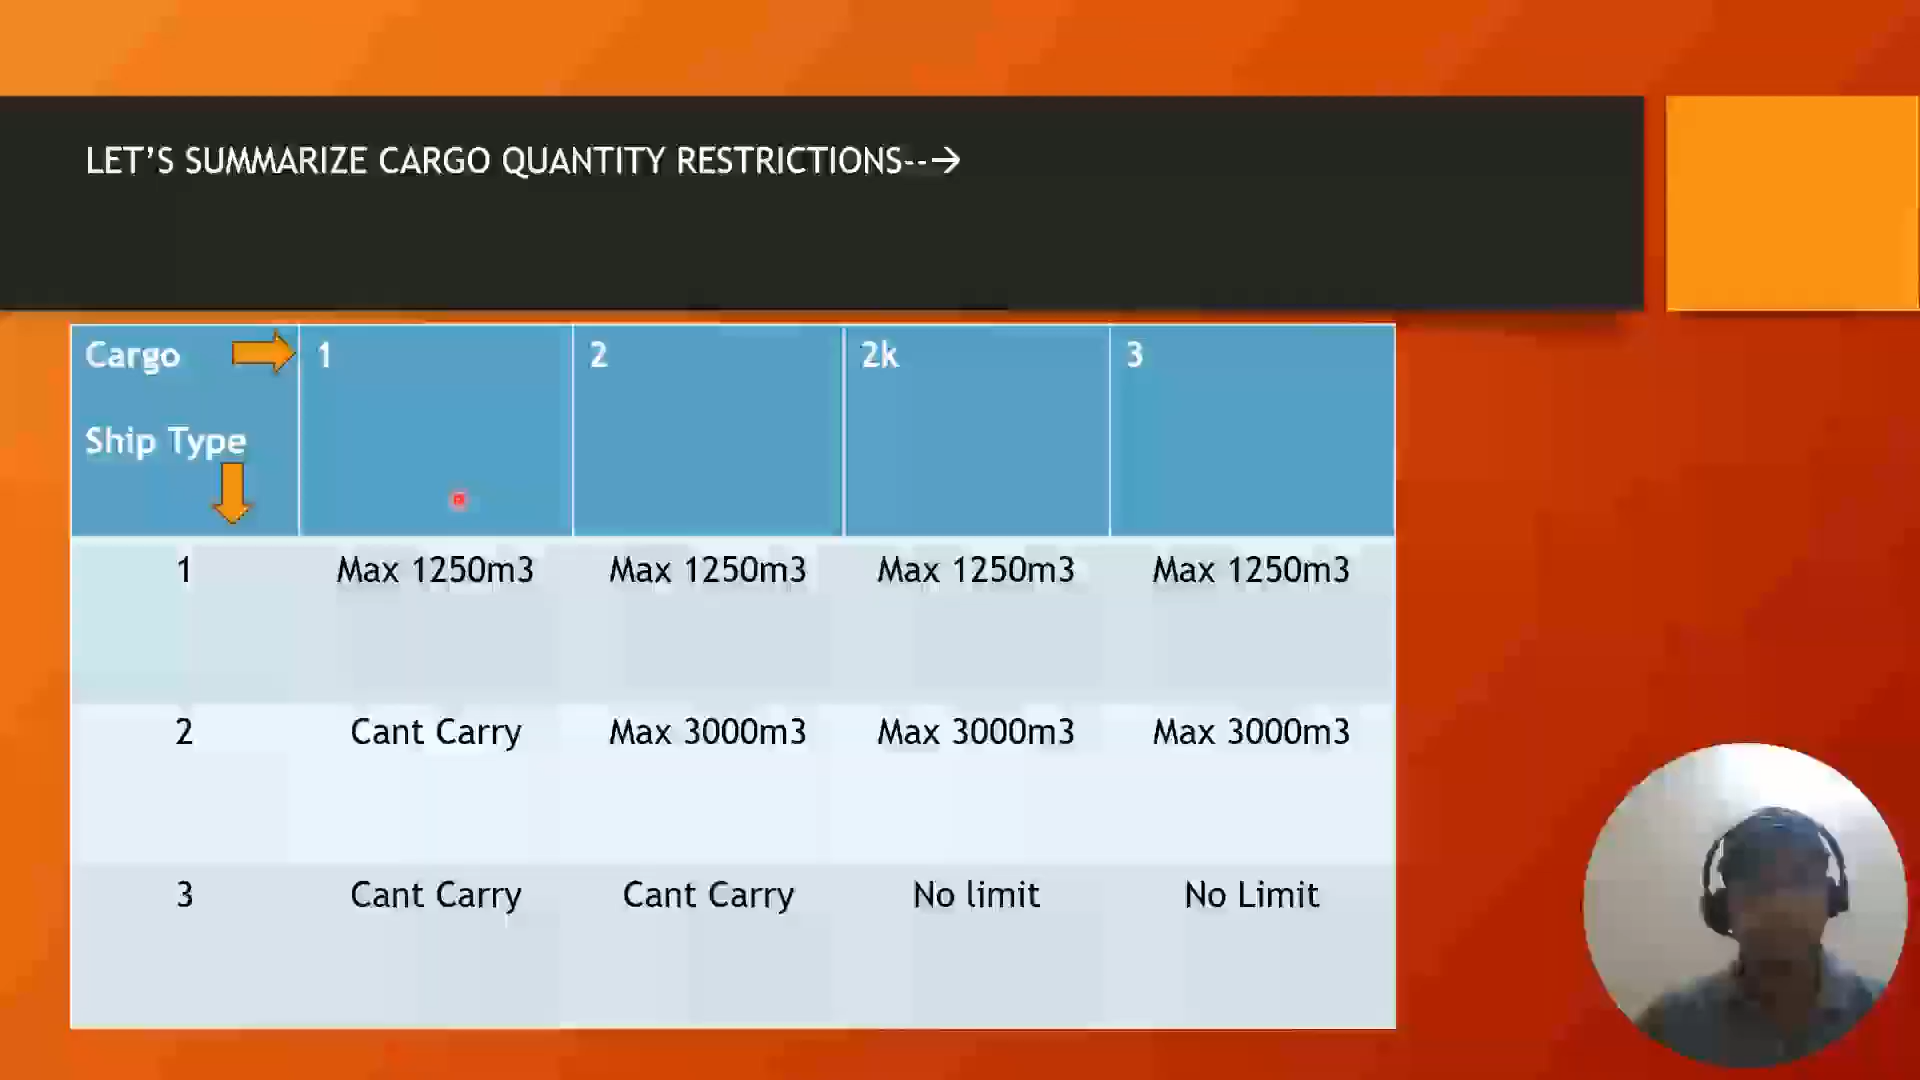 LET’S SUMMARIZE CARGO QUANTITY RESTRICTIONS--→
Cargo 1 2 2k 3
Ship Type
1 Max 1250m3 Max 1250m3 Max 1250m3 Max 1250m3
2 Cant Carry Max 3000m3 Max 3000m3 Max 3000m3
3 Cant Carry Cant Carry No limit No Limit